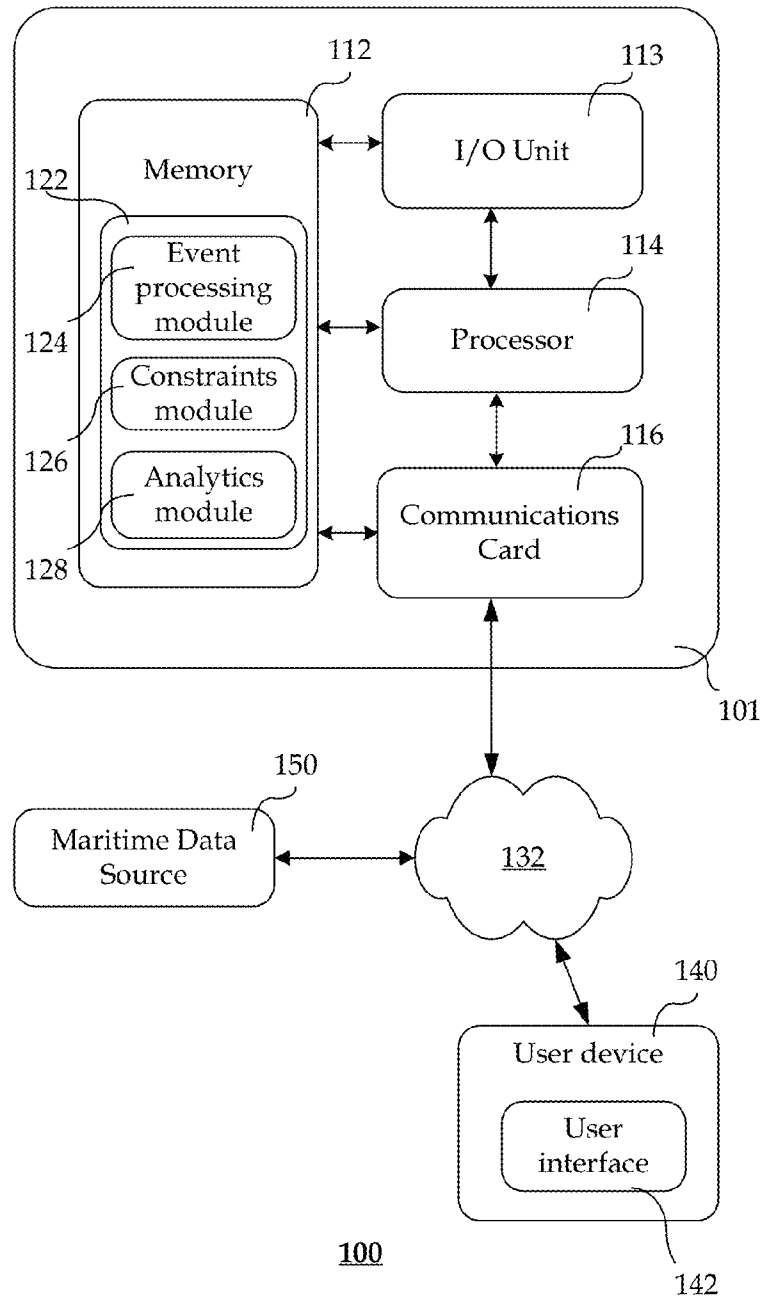 112
113
Memory
I/O Unit
122
Event
processing
module
114
124
Processor
Constraints
module
116
126
Analytics
module
Communications
Card
128
101
150
Maritime Data
Source
132
140
User device
User
interface
100
142